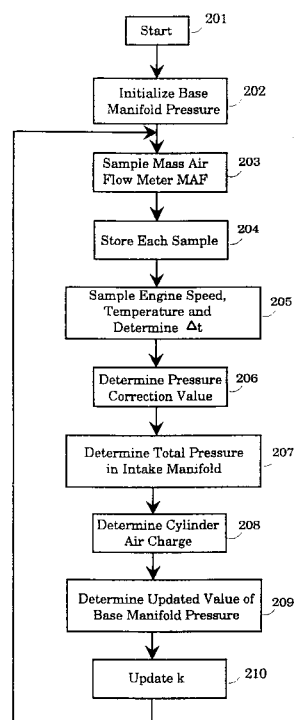 201
Start
202
Initialize Base
Manifold Pressure
203
Sample Mass Air
Flow Meter MAF
204
Store Each Sample
205
Sample Engine Speed,
Temperature and
Determine Δt
206
Determine Pressure
Correction Value
207
Determine Total Pressure
in Intake Manifold
208
Determine Cylinder
Air Charge
209
Determine Updated Value of
Base Manifold Pressure
210
Update k